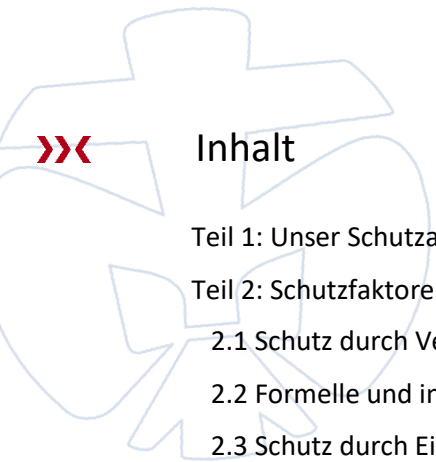 Inhalt
Teil 1: Unser
Teil 2:
2.1 Schutz durch
2.2 Formelle und
2.3 Schutz durch